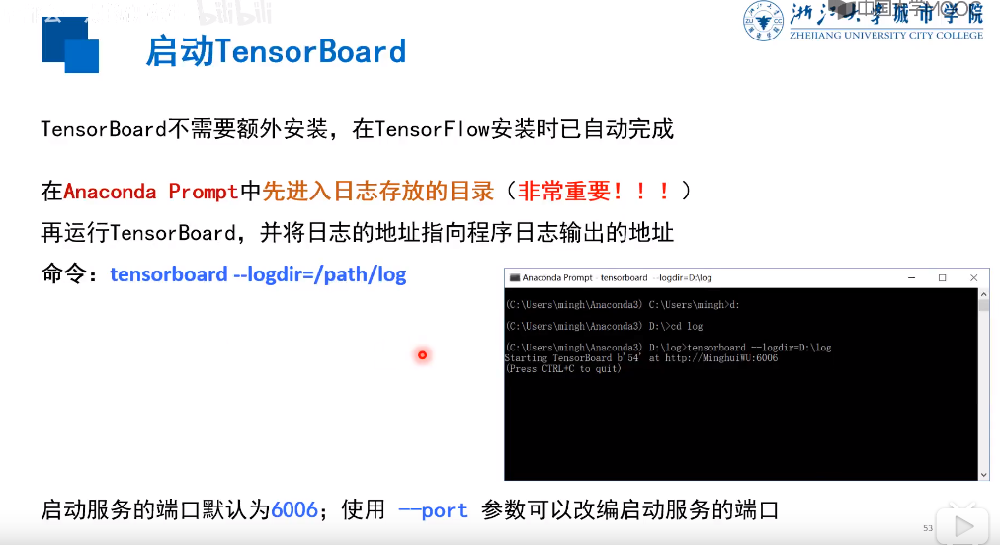 bilibili
中国大学MOOC
浙江大学城市学院
ZHEJIANG UNIVERSITY CITY COLLEGE
启动TensorBoard
TensorBoard不需要额外安装，在TensorFlow安装时已自动完成
在Anaconda Prompt中先进入日志存放的目录（非常重要！！！）
再运行TensorBoard，并将日志的地址指向程序日志输出的地址
命令：tensorboard --logdir=/path/log
Anaconda Prompt - tensorboard --logdir=D:\log
(C:\Users\mingh\Anaconda3) C:\Users\mingh>d:
(C:\Users\mingh\Anaconda3) D:\>cd log
(C:\Users\mingh\Anaconda3) D:\log>tensorboard --logdir=D:\log
Starting TensorBoard b'54' at http://MinghuiWU:6006
(Press CTRL+C to quit)
启动服务的端口默认为6006；使用 --port 参数可以改编启动服务的端口
53